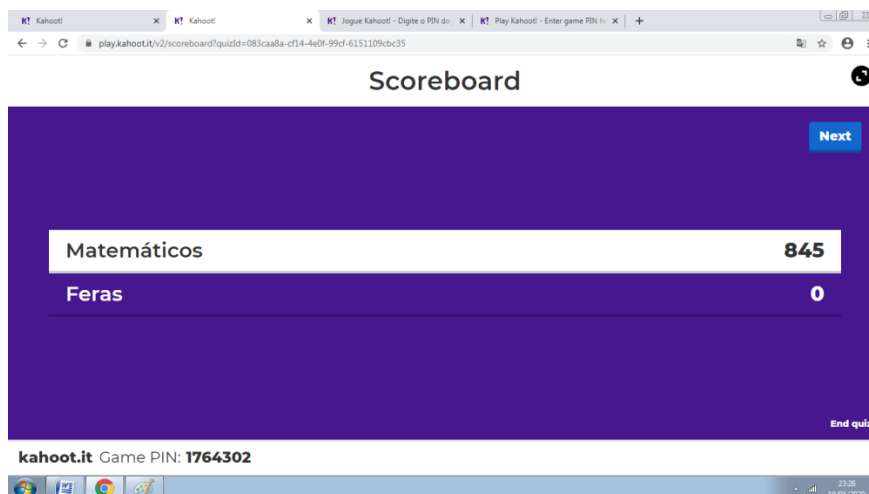 K! Kahoot!
K! Kahoot!
K! Jogue Kahoot! - Digite o PIN do
K! Play Kahoot! - Enter game PIN
play.kahoot.it/v2/scoreboard?quizId=083caa8a-cf14-4e0f-99cf-6151109cbc35
Scoreboard
Next
Matemáticos 845
Feras 0
End quiz
kahoot.it Game PIN: 1764302
23:26